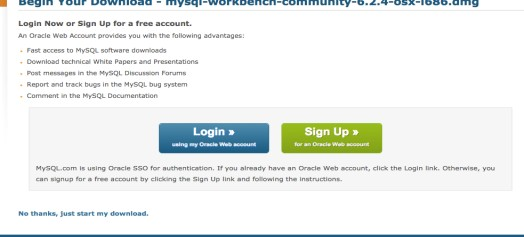 Begin Your Download - mysql-workbench-community-6.2.4-osx-i686.dmg
Login Now or Sign Up for a free account.
An Oracle Web Account provides you with the following advantages:
Fast access to MySQL software downloads
Download technical White Papers and Presentations
Post messages in the MySQL Discussion Forums
Report and track bugs in the MySQL bug system
Comment in the MySQL Documentation
Login »
using my Oracle Web account
Sign Up »
for an Oracle Web account
MySQL.com is using Oracle SSO for authentication. If you already have an Oracle Web account, click the Login link. Otherwise, you
can signup for a free account by clicking the Sign Up link and following the instructions.
No thanks, just start my download.